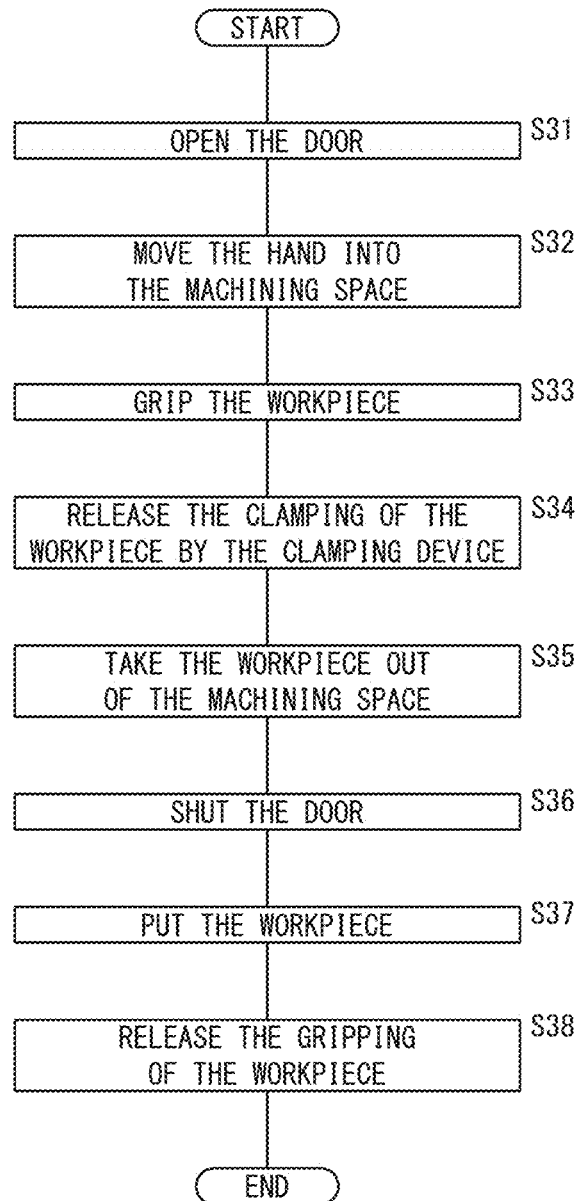 START
S31
OPEN THE DOOR
S32
MOVE THE HAND INTO
THE MACHINING SPACE
S33
GRIP THE WORKPIECE
S34
RELEASE THE CLAMPING OF THE
WORKPIECE BY THE CLAMPING DEVICE
S35
TAKE THE WORKPIECE OUT
OF THE MACHINING SPACE
S36
SHUT THE DOOR
S37
PUT THE WORKPIECE
S38
RELEASE THE GRIPPING
OF THE WORKPIECE
END